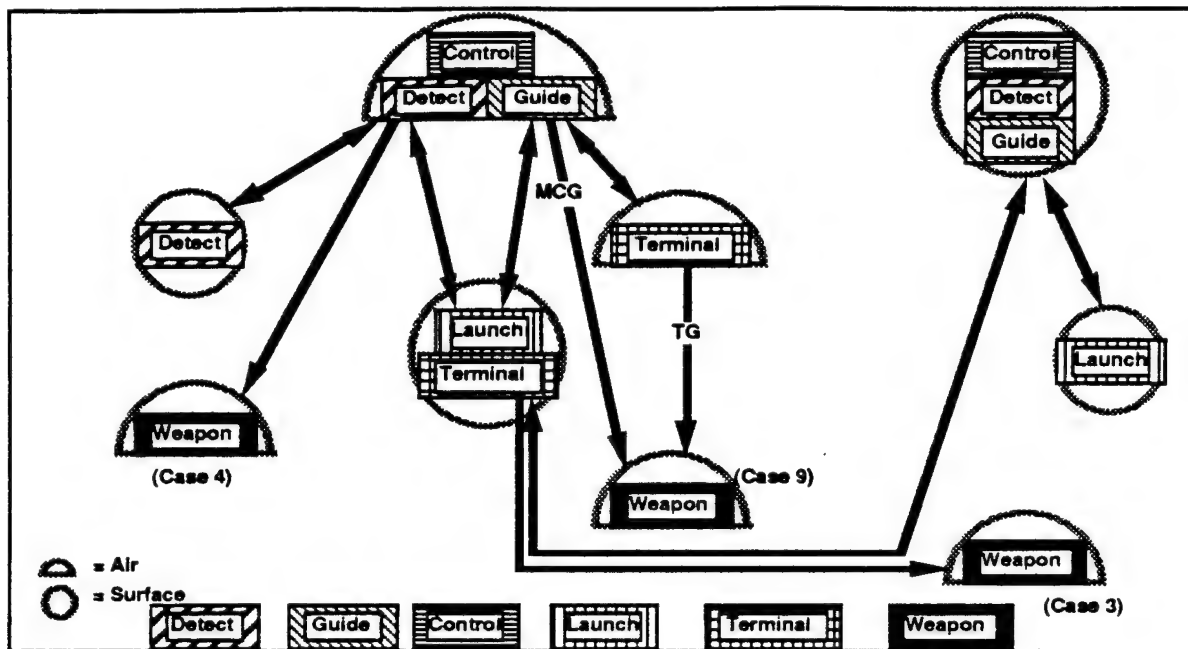 Control
Detect
Guide
Control
Detect
Guide
MCG
Detect
Terminal
Launch
Terminal
TG
Launch
Weapon
(Case 4)
(Case 9)
Weapon
Weapon
(Case 3)
= Air
= Surface
Detect
Guide
Control
Launch
Terminal
Weapon